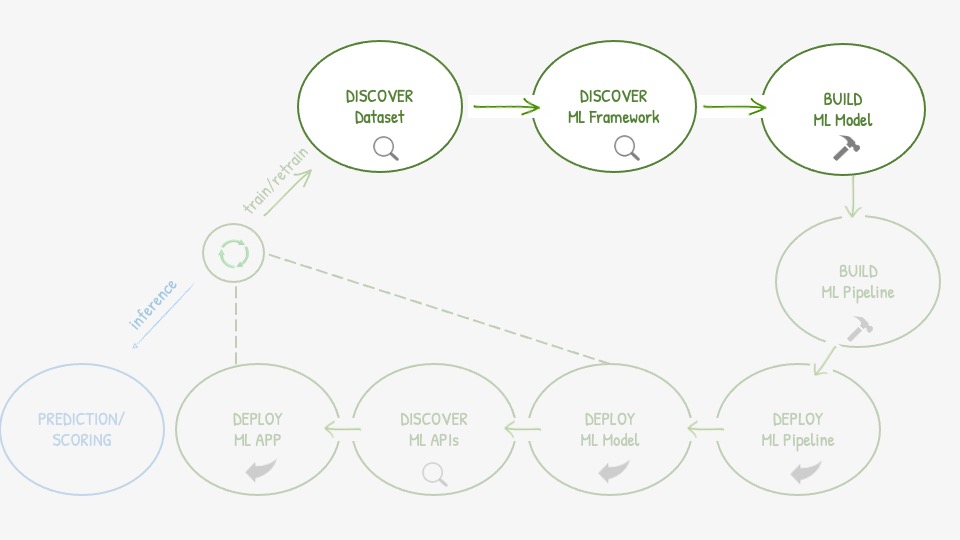 DISCOVER
Dataset
DISCOVER
ML Framework
BUILD
ML Model
train/retrain
BUILD
ML Pipeline
inference
PREDICTION/
SCORING
DEPLOY
ML APP
DISCOVER
ML APIs
DEPLOY
ML Model
DEPLOY
ML Pipeline